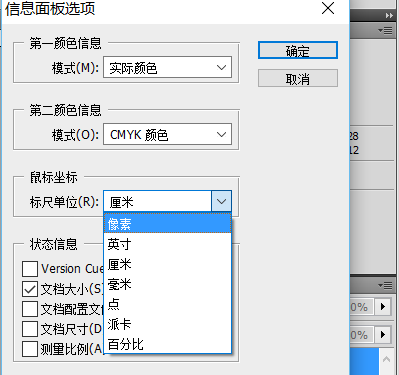 信息面板选项
第一颜色信息
模式(M): 实际颜色
确定
取消
第二颜色信息
模式(O): CMYK 颜色
28
12
鼠标坐标
标尺单位(R): 厘米
像素
英寸
厘米
毫米
点
派卡
百分比
状态信息
Version Cue
文档大小(S)
文档配置文
文档尺寸(D
测量比例(A
0%
0%